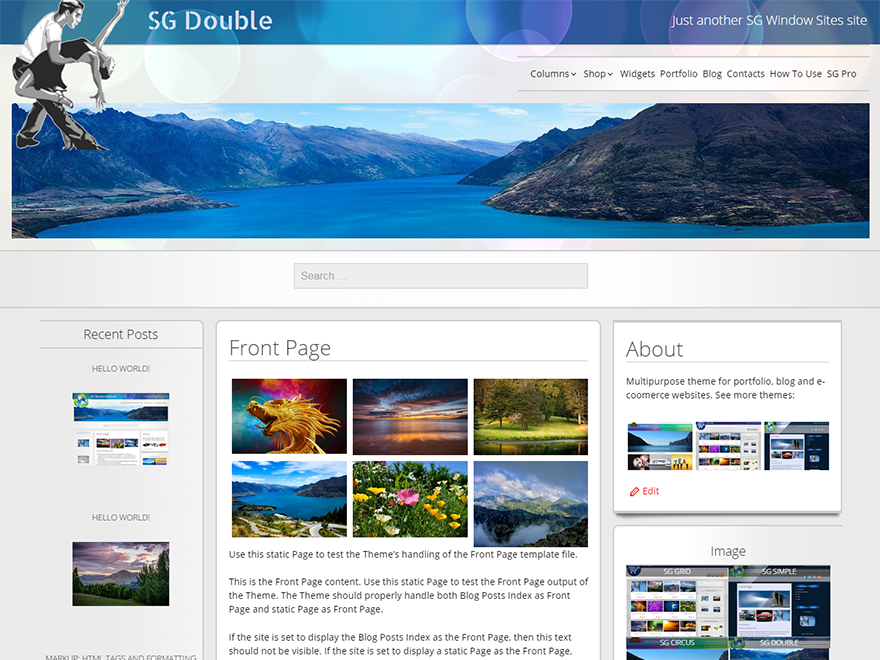 SG Double
Just another SG Window Sites site
Columns Shop Widgets Portfolio Blog Contacts How To Use SG Pro
Search ...
Recent Posts
HELLO WORLD!
HELLO WORLD!
MARKUP: HTML TAGS AND FORMATTING
Front Page
Use this static Page to test the Theme's handling of the Front Page template file.
This is the Front Page content. Use this static Page to test the Front Page output of
the Theme. The Theme should properly handle both Blog Posts Index as Front
Page and static Page as Front Page.
If the site is set to display the Blog Posts Index as the Front Page, then this text
should not be visible. If the site is set to display a static Page as the Front Page,
About
Multipurpose theme for portfolio, blog and e-
coomerce websites. See more themes:
Edit
Image
SG GRID
SG SIMPLE
SG CIRCUS
SG DOUBLE